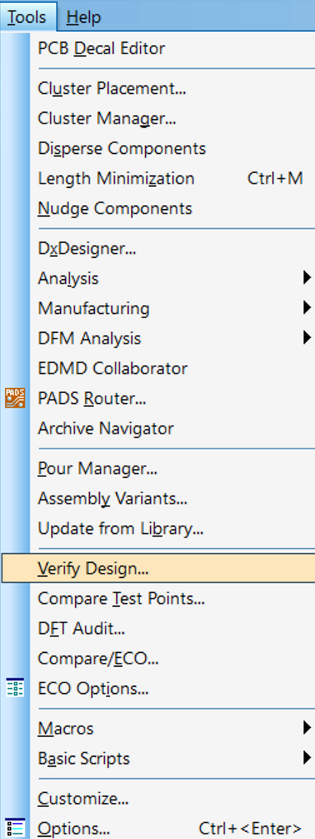 Tools Help
PCB Decal Editor
Cluster Placement...
Cluster Manager...
Disperse Components
Length Minimization Ctrl+M
Nudge Components
DxDesigner...
Analysis
Manufacturing
DFM Analysis
EDMD Collaborator
PADS PADS Router...
Archive Navigator
Pour Manager...
Assembly Variants...
Update from Library...
Verify Design...
Compare Test Points...
DFT Audit...
Compare/ECO...
ECO Options...
Macros
Basic Scripts
Customize...
Options... Ctrl+<Enter>